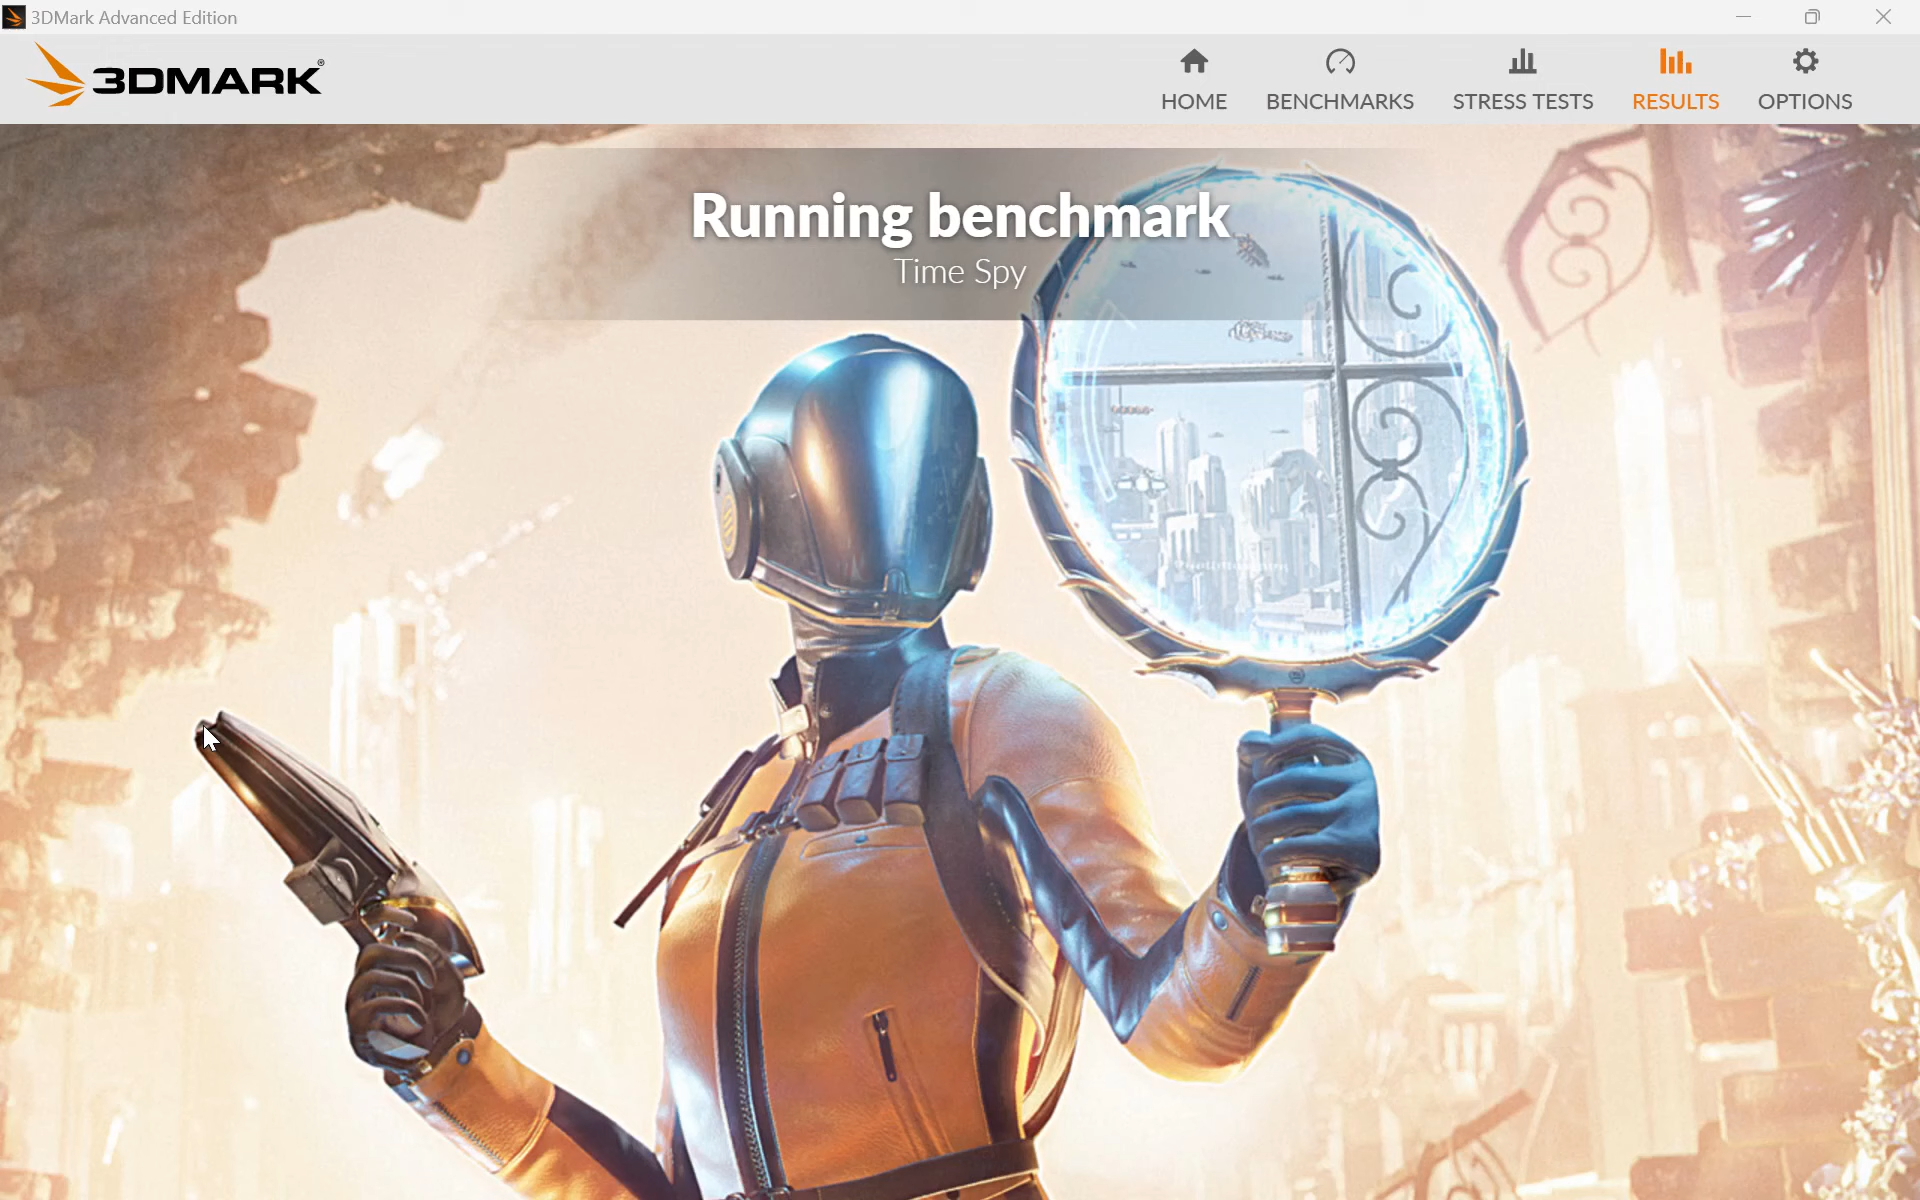 3DMark Advanced Edition
3DMARK®
HOME
BENCHMARKS
STRESS TESTS
RESULTS
OPTIONS
Running benchmark
Time Spy